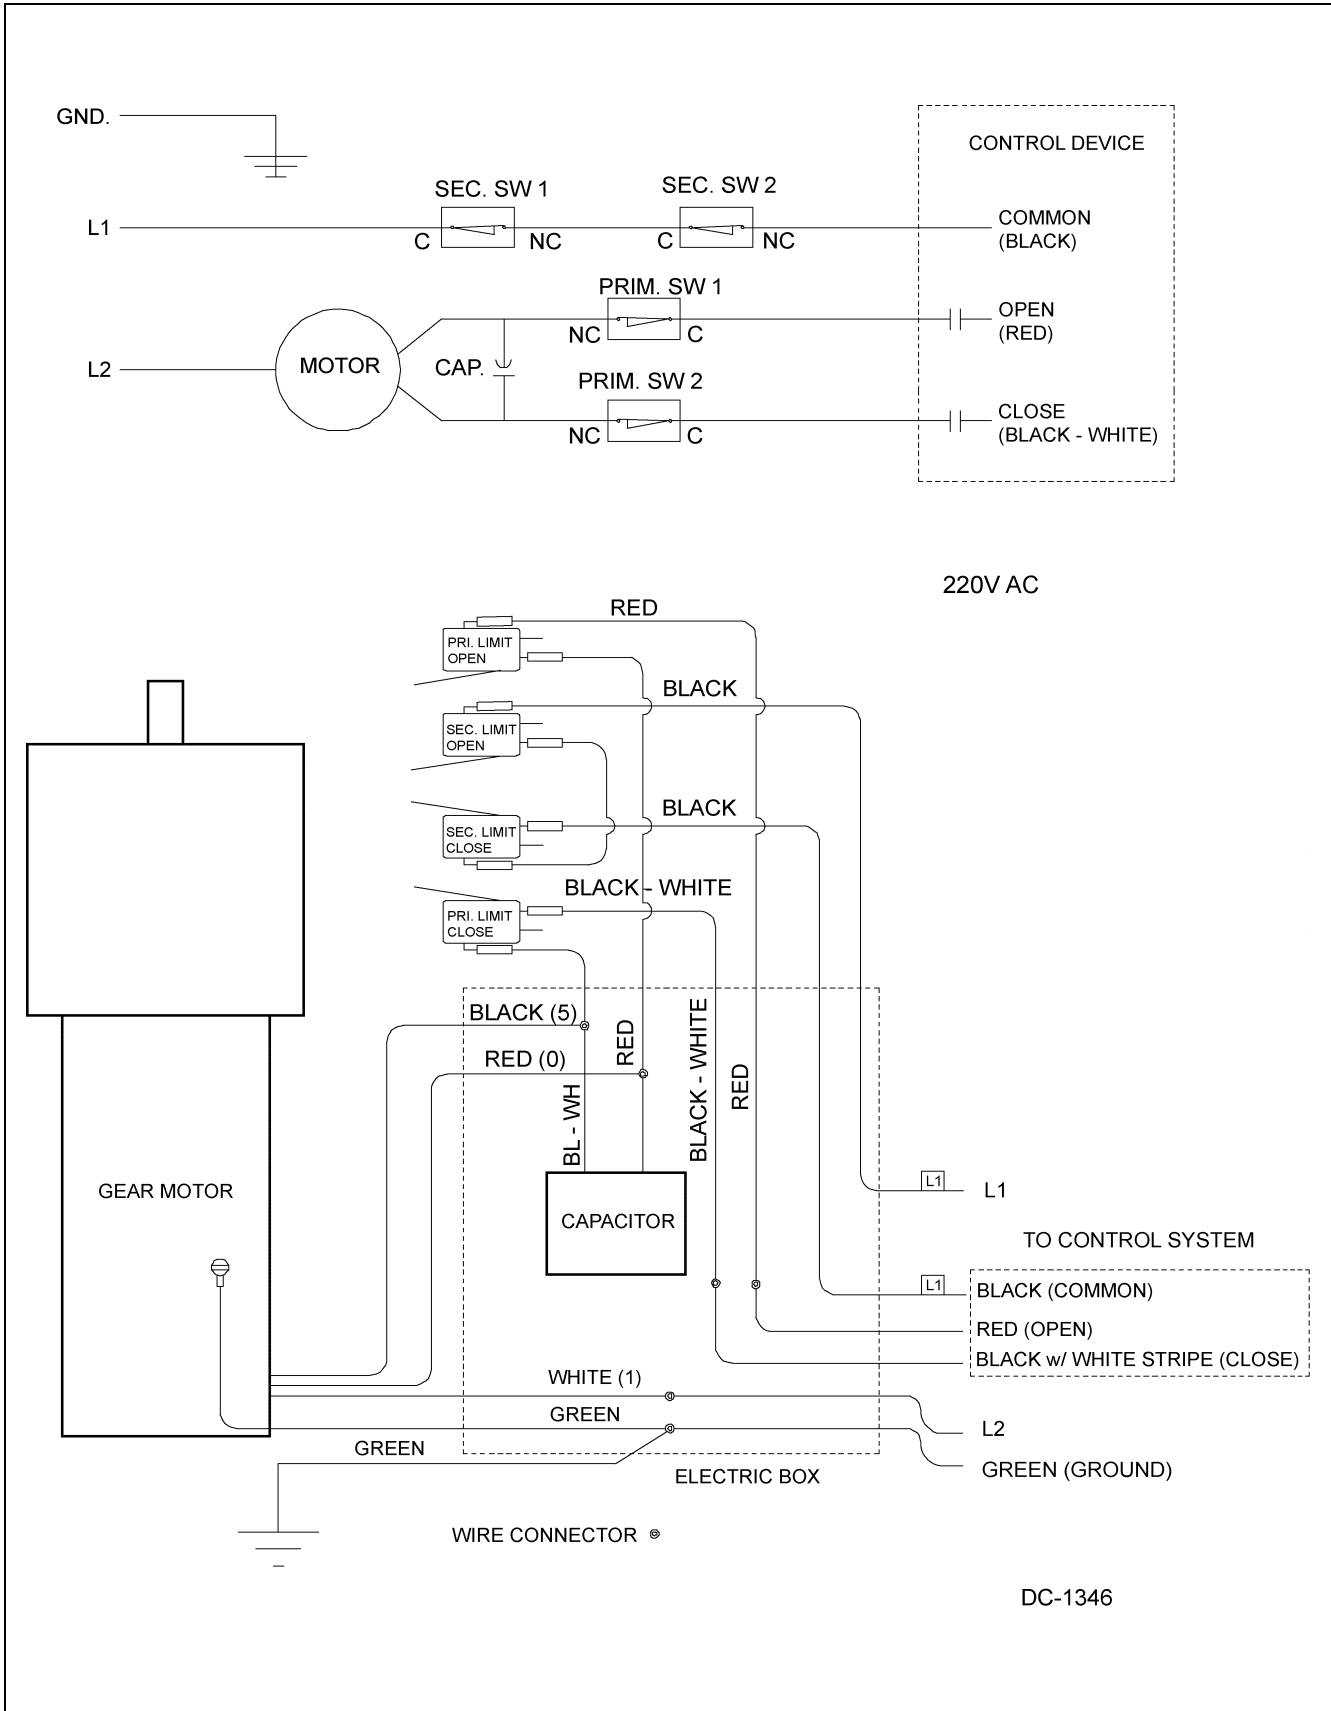 GND.
CONTROL DEVICE
SEC. SW 1
SEC. SW 2
L1
C
NC
C
NC
COMMON
(BLACK)
PRIM. SW 1
NC
C
OPEN
(RED)
L2
MOTOR
CAP.
PRIM. SW 2
NC
C
CLOSE
(BLACK - WHITE)
220V AC
RED
PRI. LIMIT
OPEN
BLACK
SEC. LIMIT
OPEN
BLACK
SEC. LIMIT
CLOSE
BLACK - WHITE
PRI. LIMIT
CLOSE
BLACK (5)
RED (0)
BL - WH
RED
BLACK - WHITE
RED
GEAR MOTOR
CAPACITOR
L1
L1
TO CONTROL SYSTEM
L1
BLACK (COMMON)
RED (OPEN)
BLACK w/ WHITE STRIPE (CLOSE)
WHITE (1)
GREEN
GREEN
L2
GREEN (GROUND)
ELECTRIC BOX
WIRE CONNECTOR
DC-1346